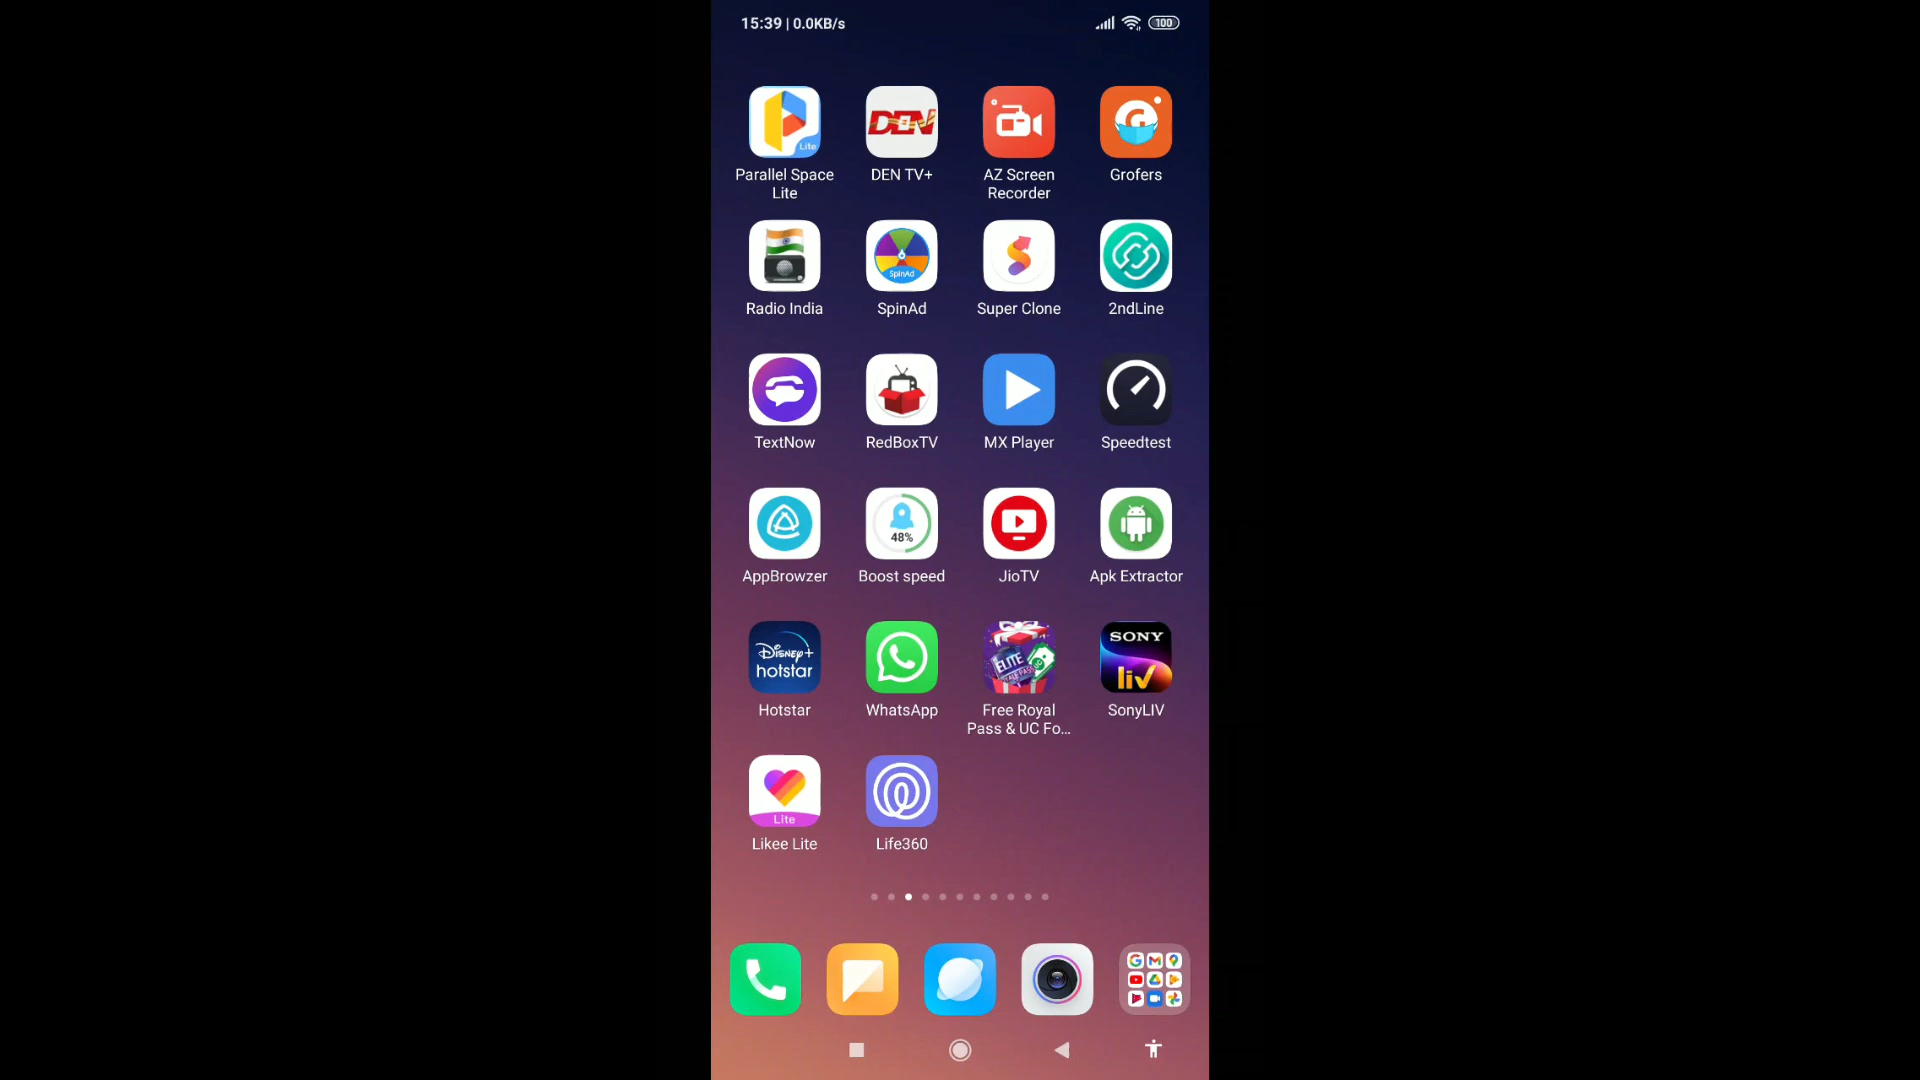 15:39 | 0.0KB/s
100
Lite
DEN
Parallel Space
Lite
DEN TV+
AZ Screen
Recorder
Grofers
SpinAd
Radio India
SpinAd
Super Clone
2ndLine
TextNow
RedBoxTV
MX Player
Speedtest
48%
AppBrowzer
Boost speed
JioTV
Apk Extractor
Disney+
hotstar
ELITE
SONY
liv
Hotstar
WhatsApp
Free Royal
Pass & UC Fo...
SonyLIV
Lite
Likee Lite
Life360